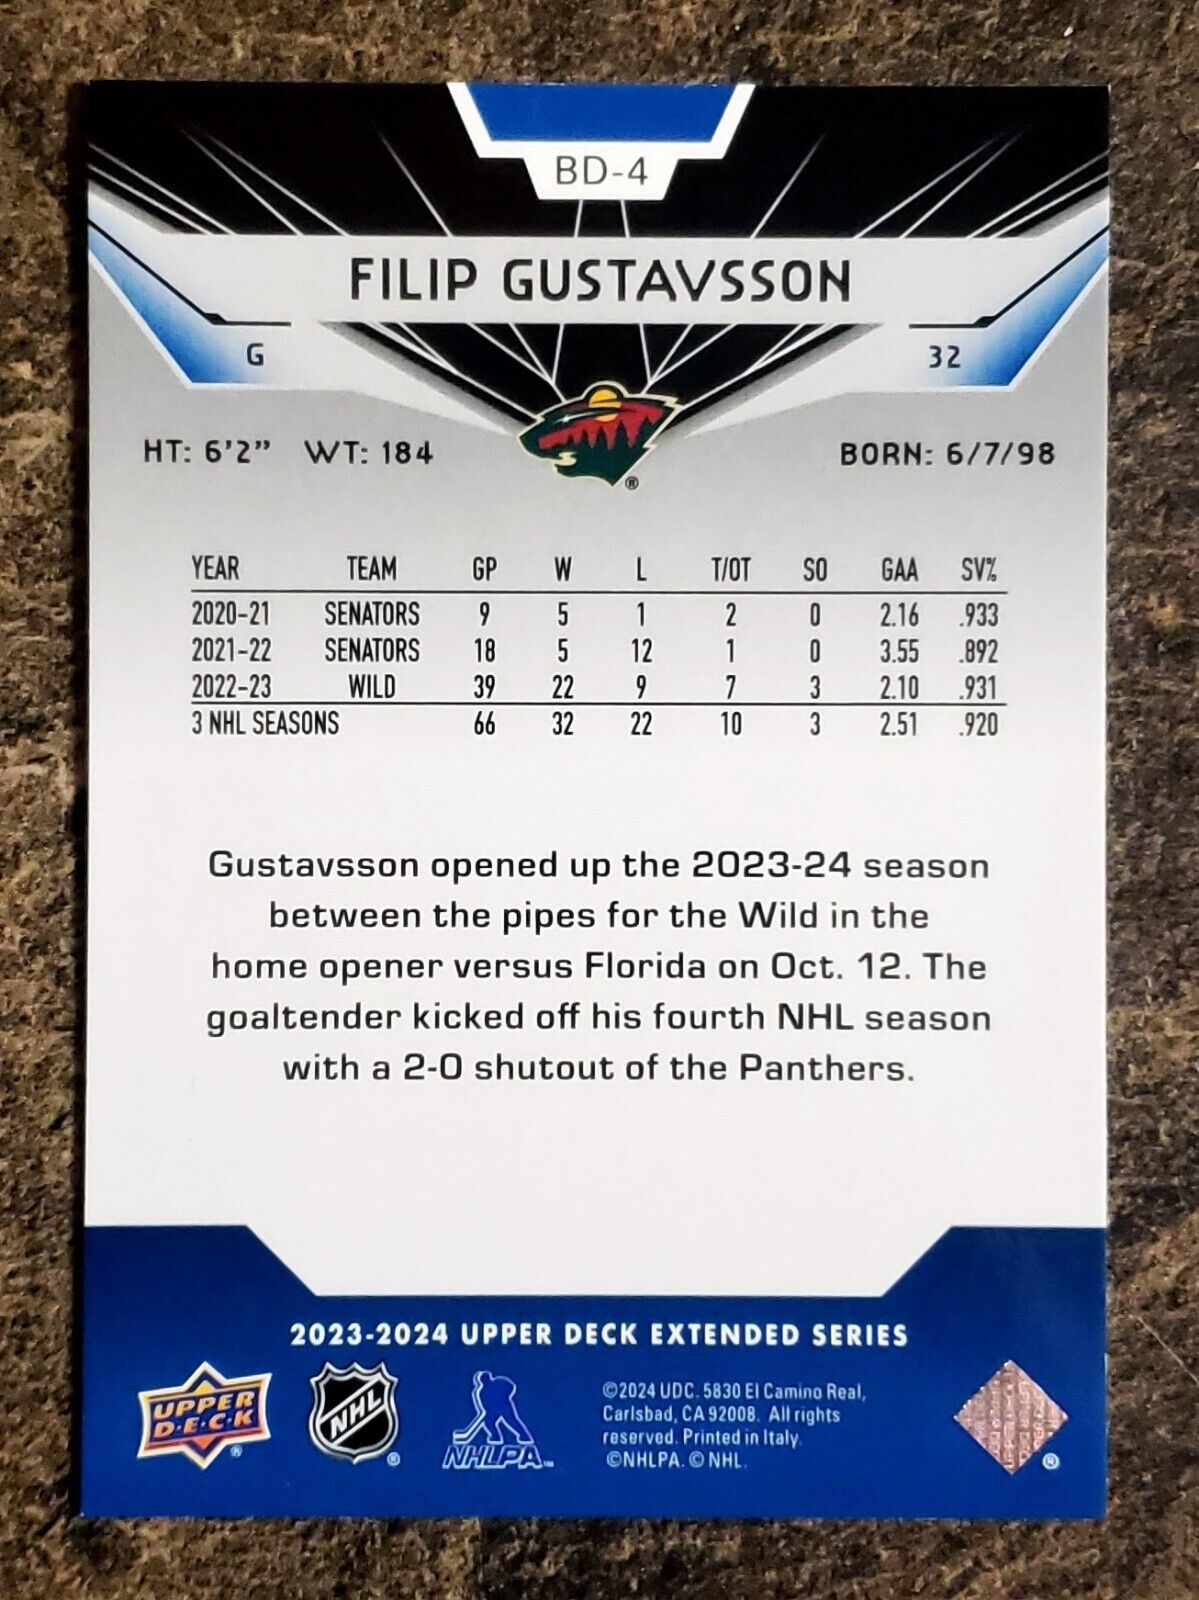 BD-4
FILIP GUSTAVSSON
G 32
HT: 6'2" WT: 184 BORN: 6/7/98
®
YEAR TEAM GP W L T/OT SO GAA SV%
2020-21 SENATORS 9 5 1 2 0 2.16 .933
2021-22 SENATORS 18 5 12 1 0 3.55 .892
2022-23 WILD 39 22 9 7 3 2.10 .931
3 NHL SEASONS 66 32 22 10 3 2.51 .920
Gustavsson opened up the 2023-24 season
between the pipes for the Wild in the
home opener versus Florida on Oct. 12. The
goaltender kicked off his fourth NHL season
with a 2-0 shutout of the Panthers.
2023-2024 UPPER DECK EXTENDED SERIES
UPPER
D·E·C·K
®
NHL
®
NHLPA
©2024 UDC. 5830 El Camino Real,
Carlsbad, CA 92008. All rights
reserved. Printed in Italy.
©NHLPA. © NHL.
®